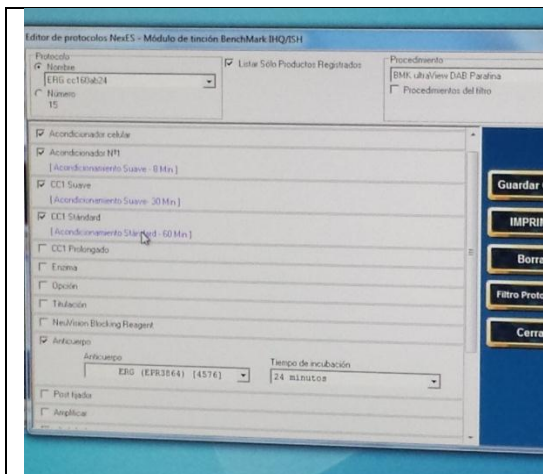 Editor de protocolos NexES - Módulo de tinción BenchMark IHQ/ISH
Protocolo
Nombre
ERG cc160ab24
Número
15
Listar Sólo Productos Registrados
Procedimiento
BMK ultraView DAB Parafina
Procedimientos del filtro
Acondicionador celular
Acondicionador Nº1
[ Acondicionamiento Suave - 8 Min ]
CC1 Suave
[ Acondicionamiento Suave- 30 Min ]
CC1 Stándard
[ Acondicionamiento Stándard - 60 Min ]
CC1 Prolongado
Enzima
Opción
Titulación
NeuVision Blocking Reagent
Anticuerpo
Anticuerpo
ERG (EPR3864) [4576]
Tiempo de incubación
24 minutos
Post fijador
Amplificar
Guardar
IMPRI
Borra
Filtro Proto
Cerra